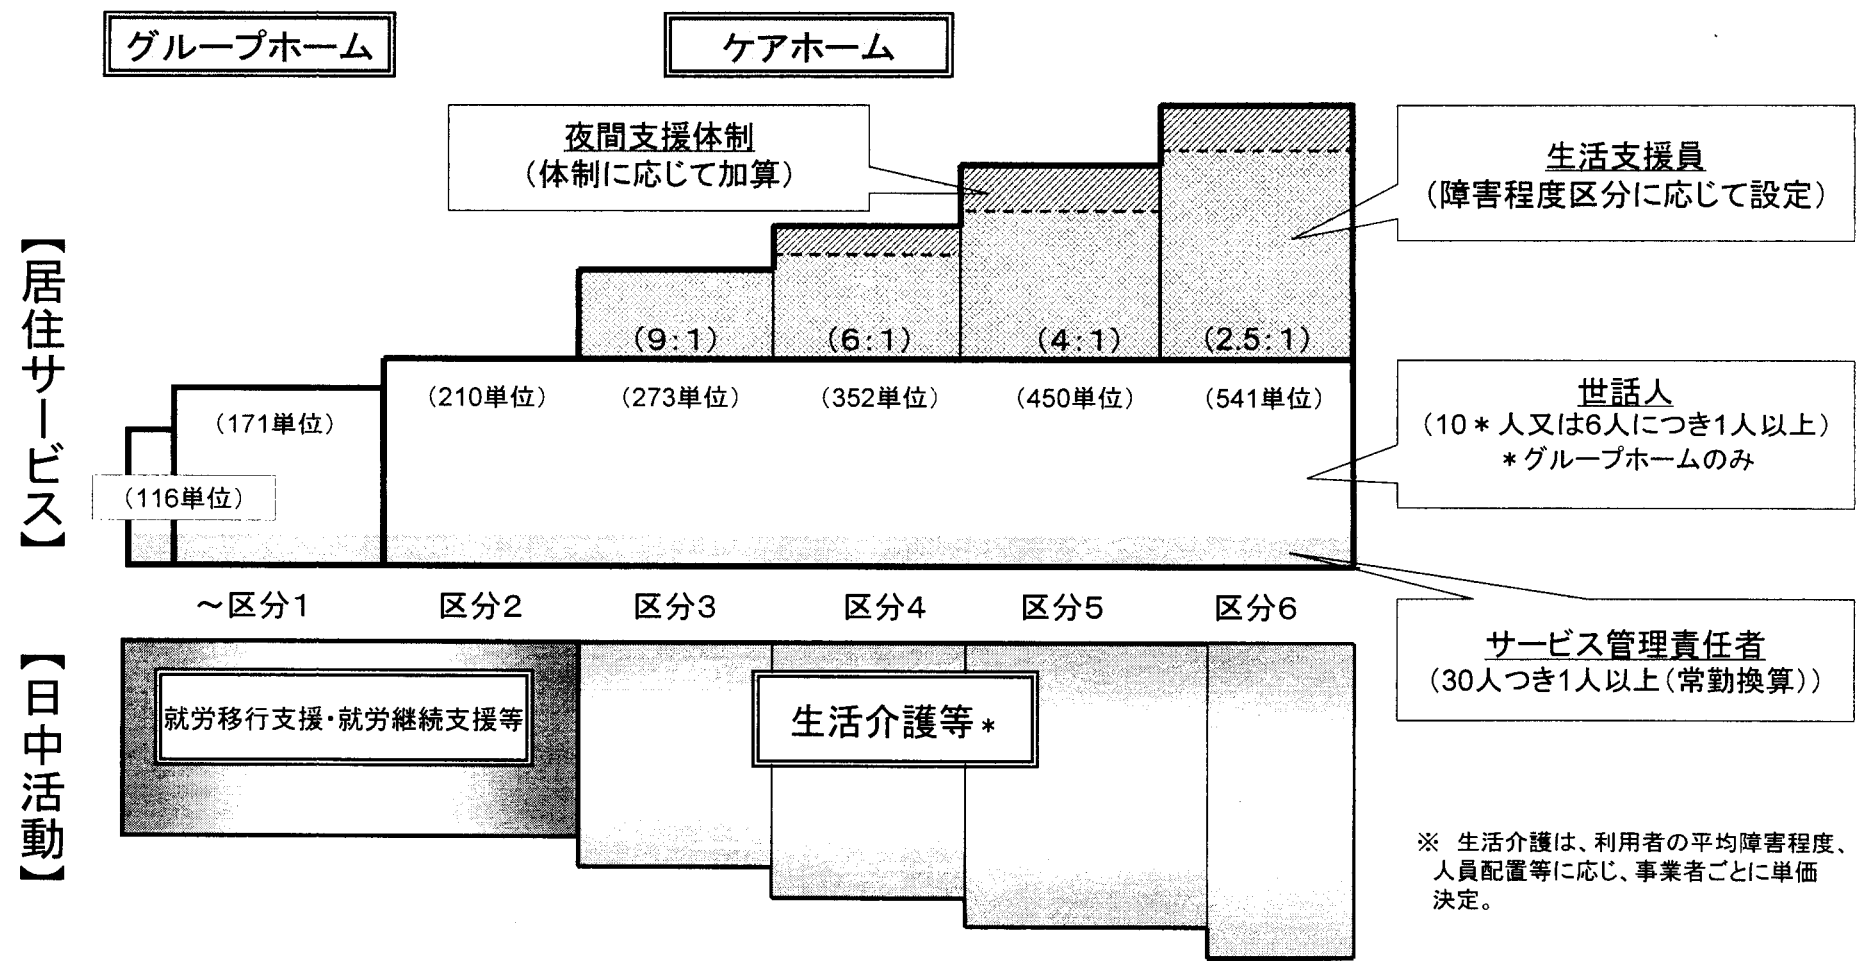 グループホーム
ケアホーム
夜間支援体制
（体制に応じて加算）
生活支援員
（障害程度区分に応じて設定）
【居住サービス】
（9：1）
（6：1）
（4：1）
（2.5：1）
（116単位）
（171単位）
（210単位）
（273単位）
（352単位）
（450単位）
（541単位）
世話人
（10＊人又は6人につき1人以上）
＊グループホームのみ
～区分1
区分2
区分3
区分4
区分5
区分6
サービス管理責任者
（30人つき1人以上（常勤換算））
【日中活動】
就労移行支援・就労継続支援等
生活介護等＊
※　生活介護は、利用者の平均障害程度、
人員配置等に応じ、事業者ごとに単価
決定。